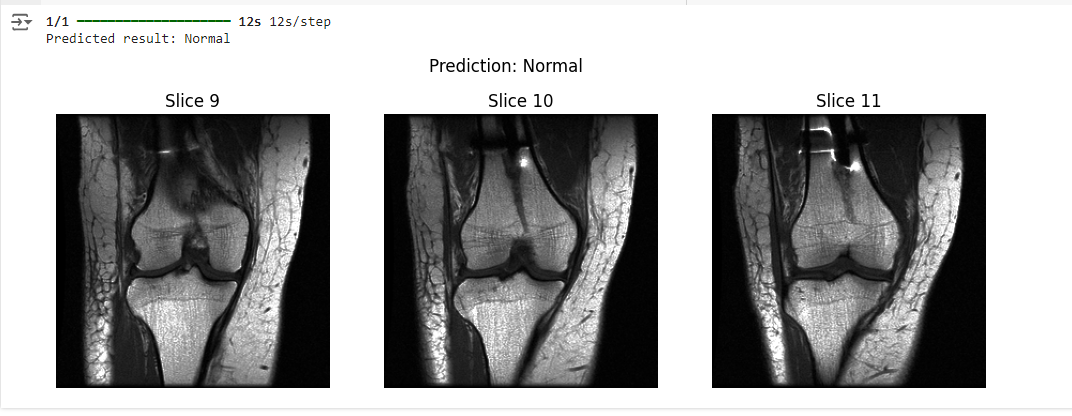 1/1 ━━━━━━━━━━━━━━━━━━━━ 12s 12s/step
Predicted result: Normal
Prediction: Normal
Slice 9
Slice 10
Slice 11